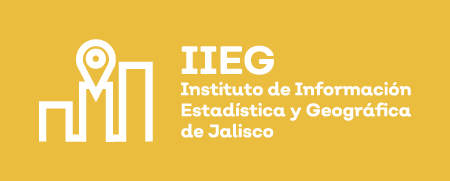 IIEG
Instituto de Información
Estadística y Geográfica
de Jalisco